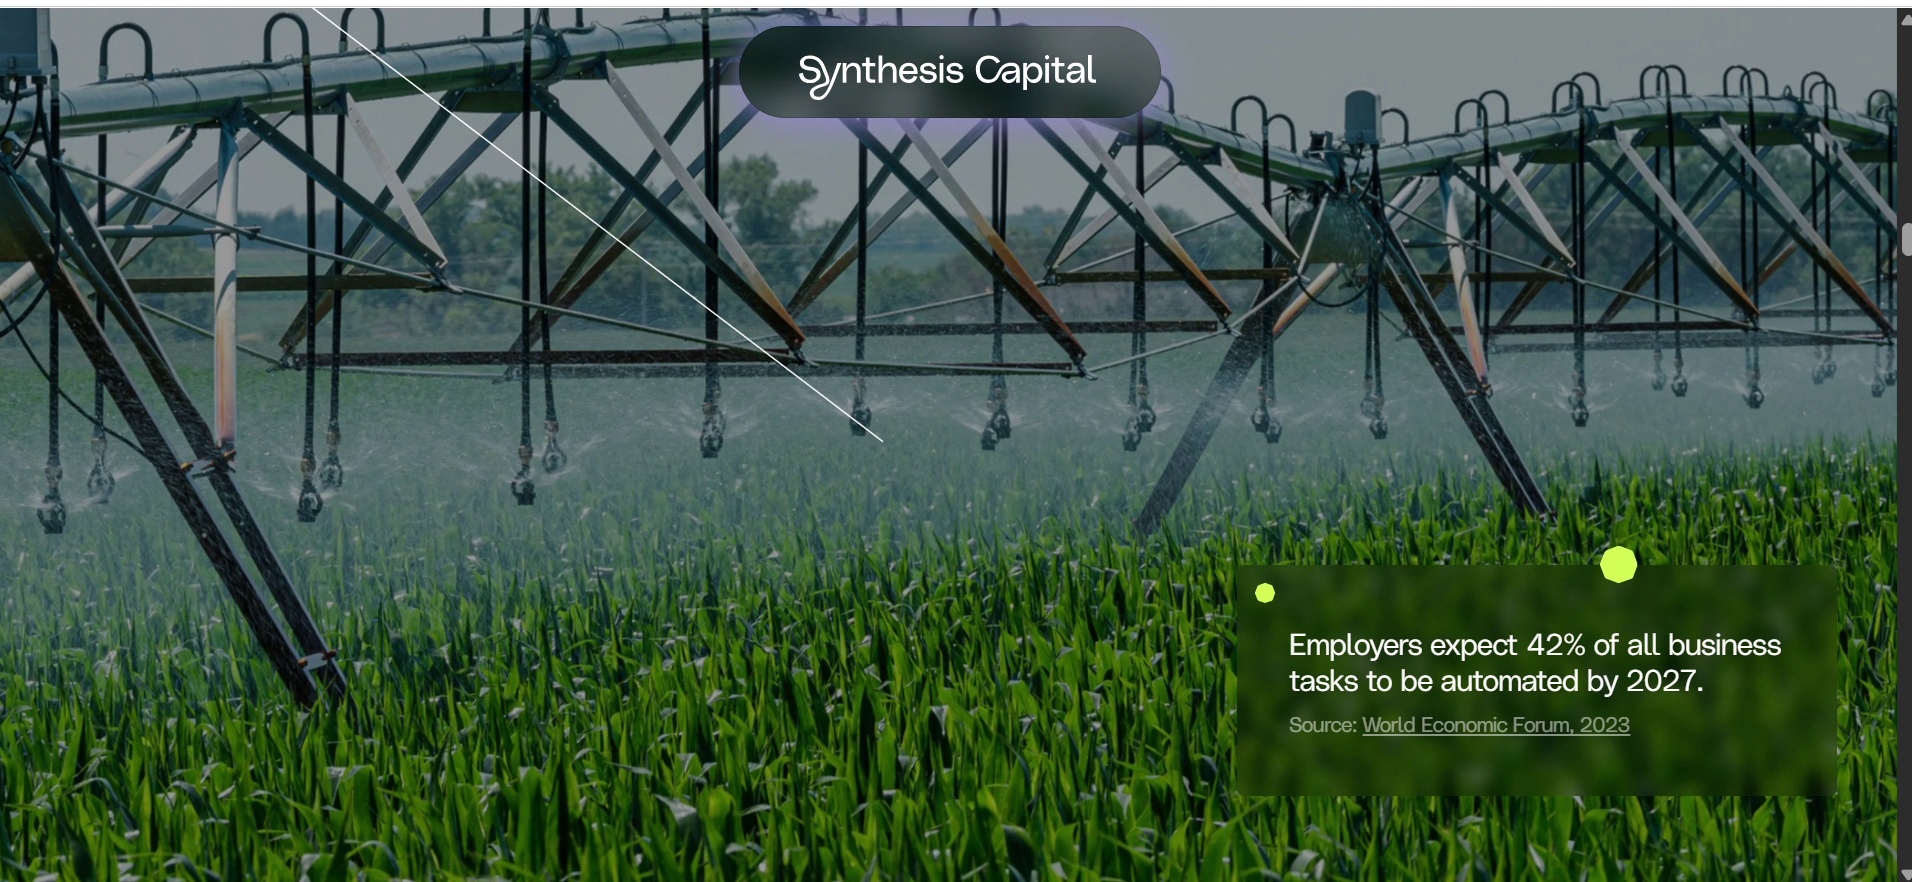 Synthesis Capital
Employers expect 42% of all business
tasks to be automated by 2027.
Source: World Economic Forum, 2023